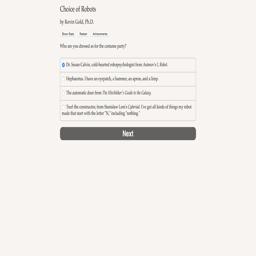 Choice of Robots
by Kevin Gold, Ph.D.
Show Stats Restart Achievements
Who are you dressed as for the costume party?
Dr. Susan Calvin, cold-hearted robopsychologist from Asimov's I, Robot.
Hephaestus. I have an eyepatch, a hammer, an apron, and a limp.
The automatic door from The Hitchhiker's Guide to the Galaxy.
Trurl the constructor, from Stanislaw Lem's Cyberiad. I've got all kinds of things my robot
made that start with the letter "N," including "nothing."
Next